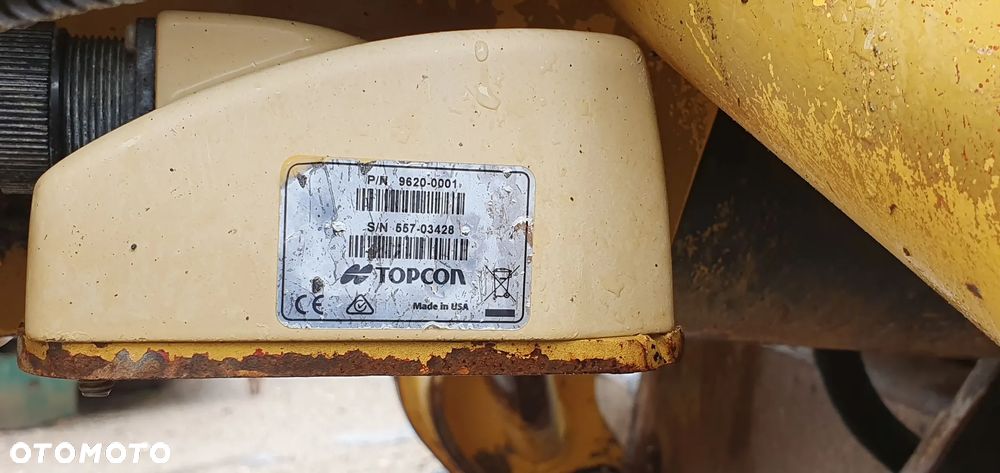 P/N 9620-0001
S/N 557-03428
TOPCON
CE
Made in USA
OTOMOTO